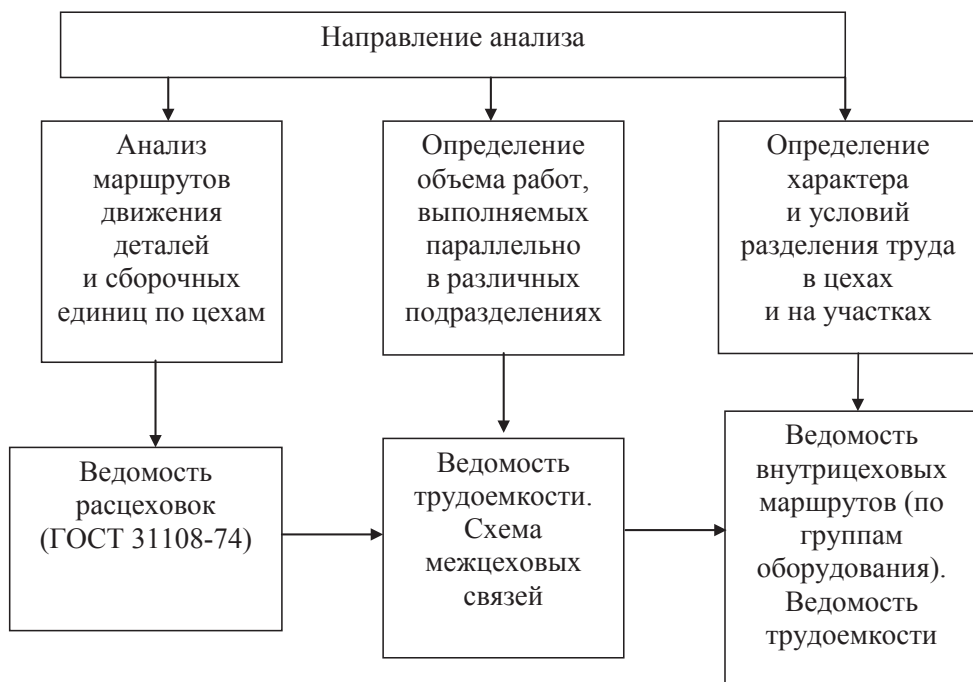 Направление анализа
Анализ
маршрутов
движения
деталей
и сборочных
единиц по цехам
Определение
объема работ,
выполняемых
параллельно
в различных
подразделениях
Определение
характера
и условий
разделения труда
в цехах
и на участках
Ведомость
расцеховок
(ГОСТ 31108-74)
Ведомость
трудоемкости.
Схема
межцеховых
связей
Ведомость
внутрицеховых
маршрутов (по
группам
оборудования).
Ведомость
трудоемкости